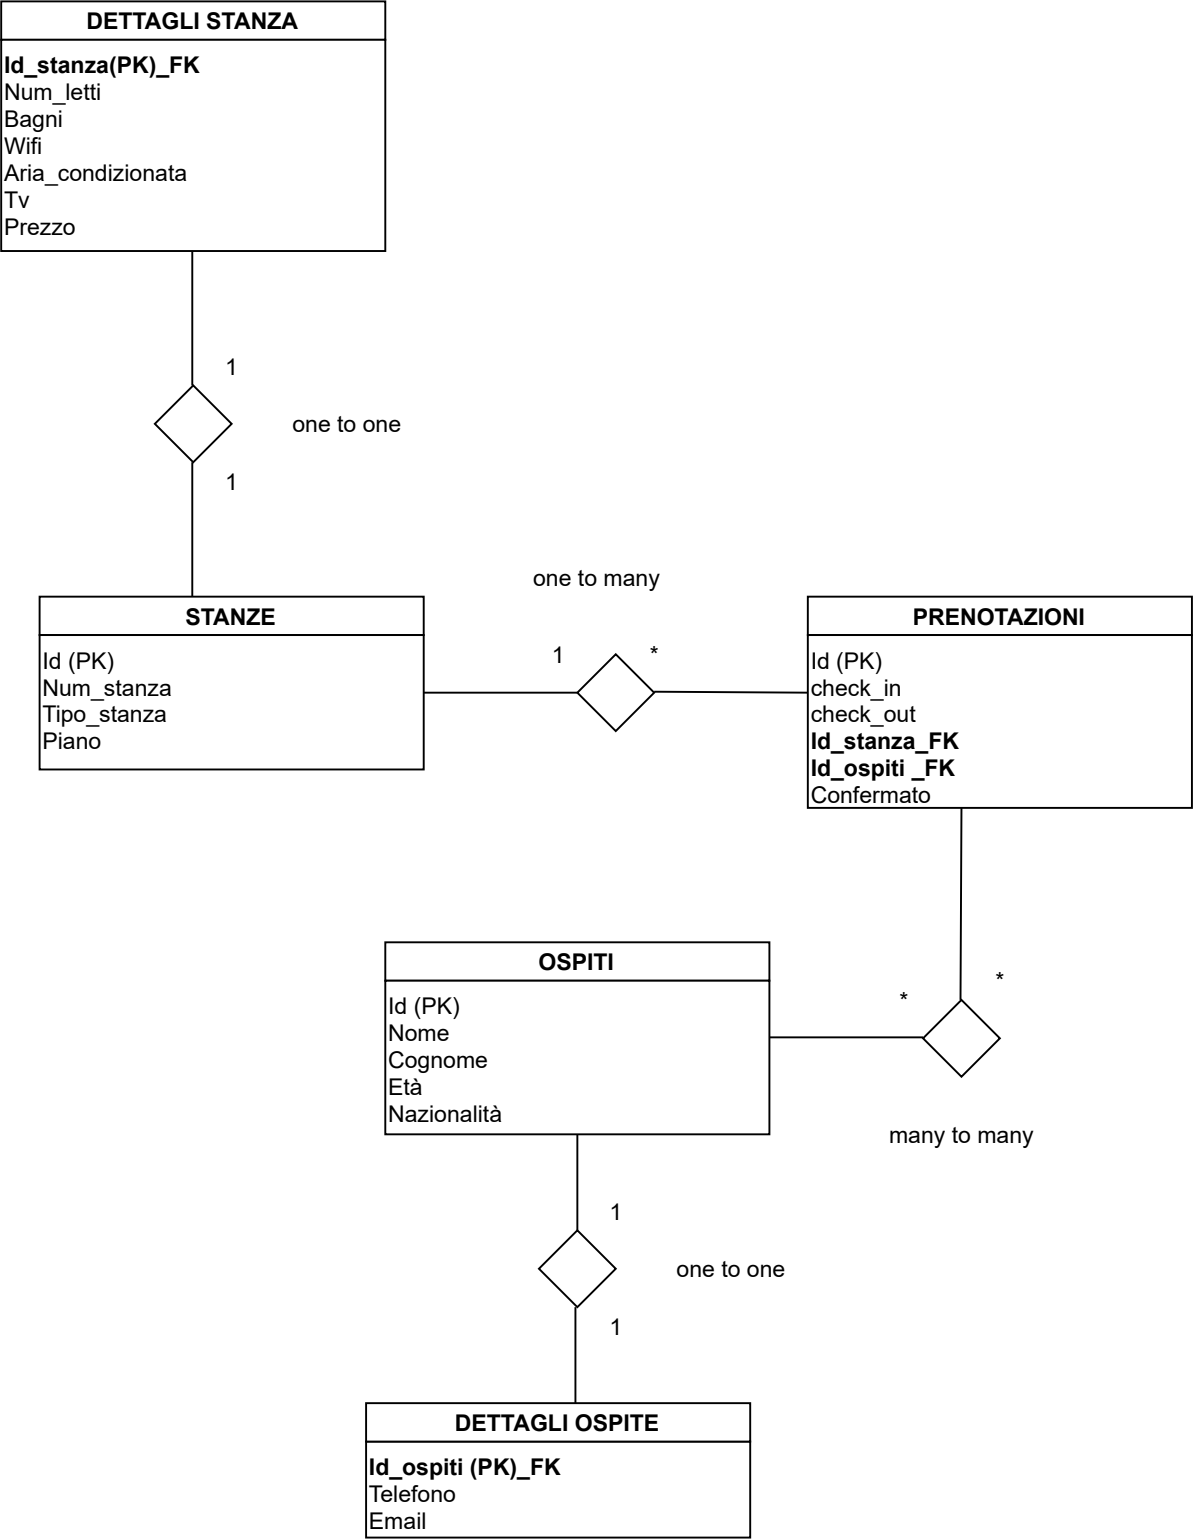 DETTAGLI STANZA
Id_stanza(PK)_FK
Num_letti
Bagni
Wifi
Aria_condizionata
Tv
Prezzo
1
one to one
1
one to many
STANZE
Id (PK)
Num_stanza
Tipo_stanza
Piano
1
*
PRENOTAZIONI
Id (PK)
check_in
check_out
Id_stanza_FK
Id_ospiti _FK
Confermato
OSPITI
Id (PK)
Nome
Cognome
Età
Nazionalità
*
*
many to many
1
one to one
1
DETTAGLI OSPITE
Id_ospiti (PK)_FK
Telefono
Email